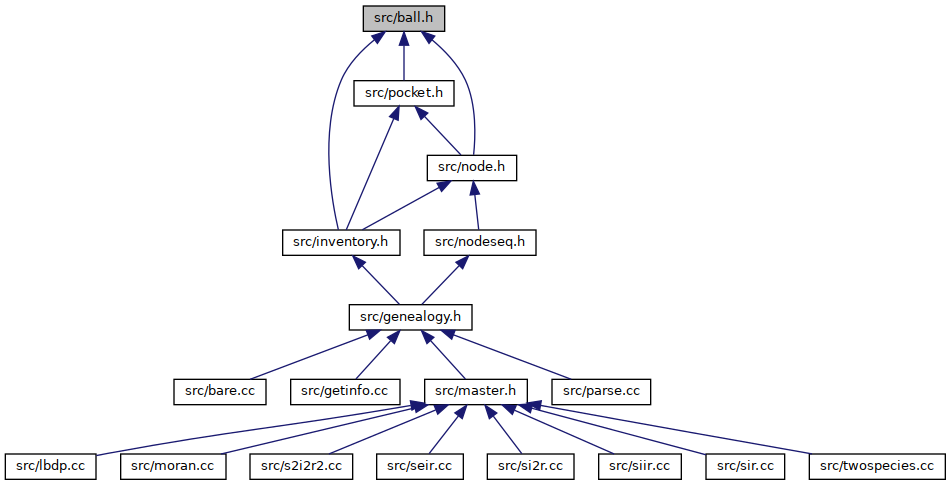 src/ball.h
src/pocket.h
src/node.h
src/inventory.h
src/nodeseq.h
src/genealogy.h
src/bare.cc
src/getinfo.cc
src/master.h
src/parse.cc
src/lbdp.cc
src/moran.cc
src/s2i2r2.cc
src/seir.cc
src/si2r.cc
src/siir.cc
src/sir.cc
src/twospecies.cc